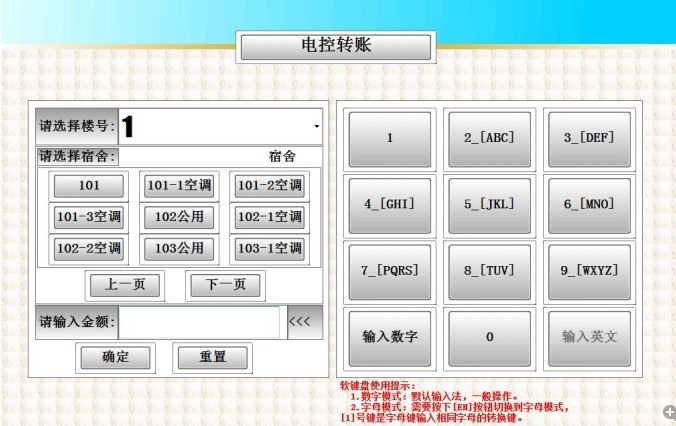 电控转账
请选择楼号: 1
请选择宿舍: 宿舍
101 101-1空调 101-2空调
101-3空调 102公用 102-1空调
102-2空调 103公用 103-1空调
上一页 下一页
请输入金额: <<<
确定 重置
1 2_[ABC] 3_[DEF]
4_[GHI] 5_[JKL] 6_[MNO]
7_[PQRS] 8_[TUV] 9_[WXYZ]
输入数字 0 输入英文
软键盘使用提示:
1.数字模式: 默认输入法, 一般操作。
2.字母模式: 需要按下[EN]按钮切换到字母模式,
[1]号键是字母键输入相同字母的转换键。